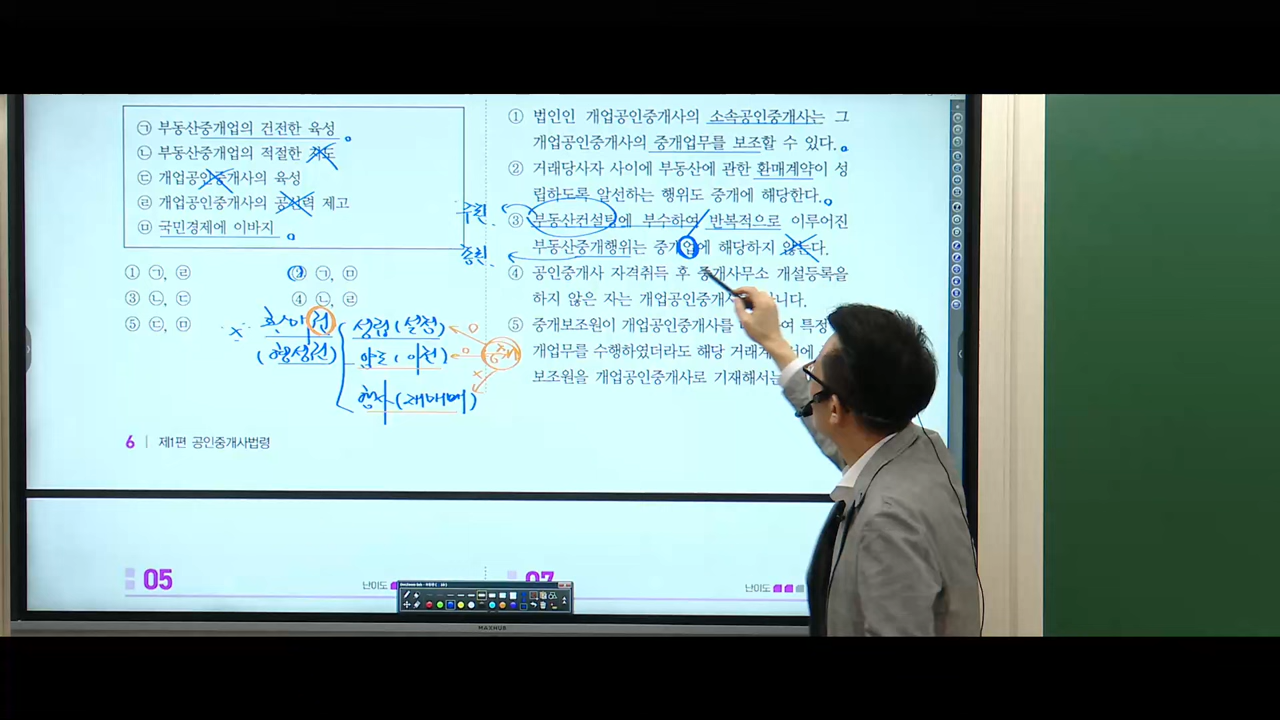 ㉠ 부동산중개업의 건전한 육성
㉡ 부동산중개업의 적절한 지도
㉢ 개업공인중개사의 육성
㉣ 개업공인중개사의 공신력 제고
㉤ 국민경제에 이바지
① ㉠, ㉣
② ㉠, ㉤
③ ㉡, ㉢
④ ㉡, ㉣
⑤ ㉢, ㉤
환매권
(형성권)
성립(설정)
양도(이전)
행사(재매매)
중개
6 | 제1편 공인중개사법령
① 법인인 개업공인중개사의 소속공인중개사는 그
개업공인중개사의 중개업무를 보조할 수 있다.
② 거래당사자 사이에 부동산에 관한 환매계약이 성
립하도록 알선하는 행위도 중개에 해당한다.
주된
③ 부동산컨설팅에 부수하여 반복적으로 이루어진
종된
부동산중개행위는 중개업에 해당하지 않는다.
④ 공인중개사 자격취득 후 중개사무소 개설등록을
하지 않은 자는 개업공인중개사
⑤ 중개보조원이 개업공인중개사를
개업무를 수행하였더라도 해당 거래계
보조원을 개업공인중개사로 기재해서는
05
난이도
07
난이도
MAXHUB